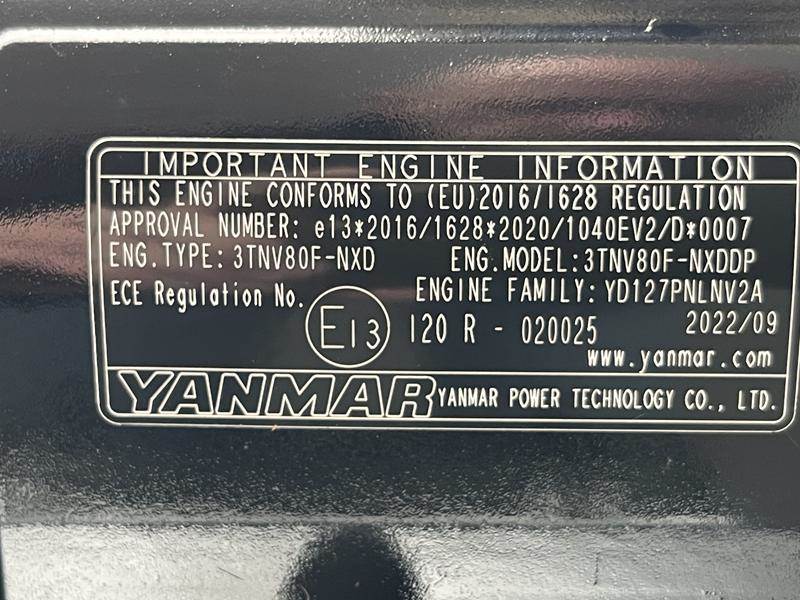 IMPORTANT ENGINE INFORMATION
THIS ENGINE CONFORMS TO (EU)2016/1628 REGULATION
APPROVAL NUMBER: e13*2016/1628*2020/1040EV2/D*0007
ENG.TYPE: 3TNV80F-NXD ENG.MODEL:3TNV80F-NXDDP
ECE Regulation No. ENGINE FAMILY: YD127PNLNV2A
E13 120 R - 020025 2022/09
www.yanmar.com
YANMAR YANMAR POWER TECHNOLOGY CO., LTD.